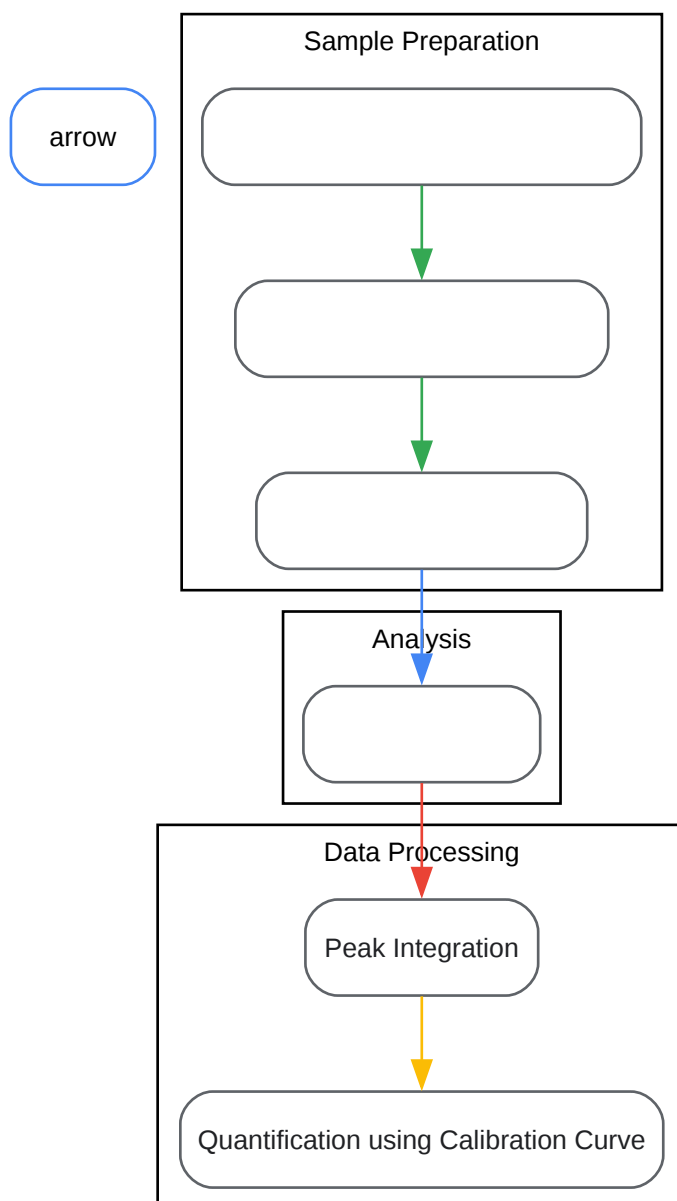 Sample Preparation
arrow
Analysis
Data Processing
Peak Integration
Quantification using Calibration Curve